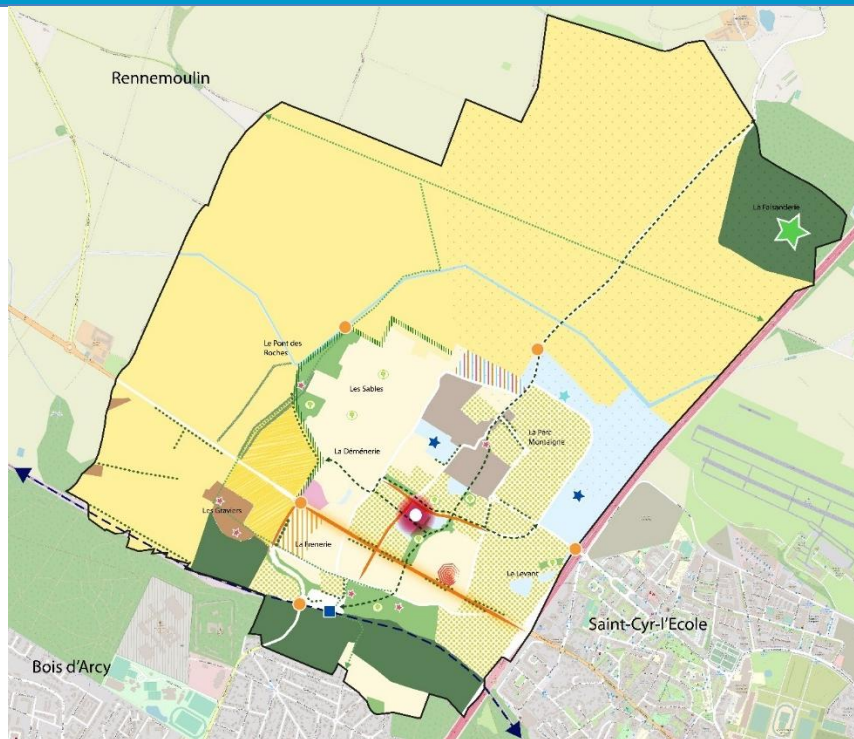 Rennemoulin
La Faisanderie
Le Pont des
Roches
Les Sables
Le Parc
Montaigne
La Déménerie
Les Graviers
La Frenerie
Le Levant
Saint-Cyr-l'Ecole
Bois d'Arcy